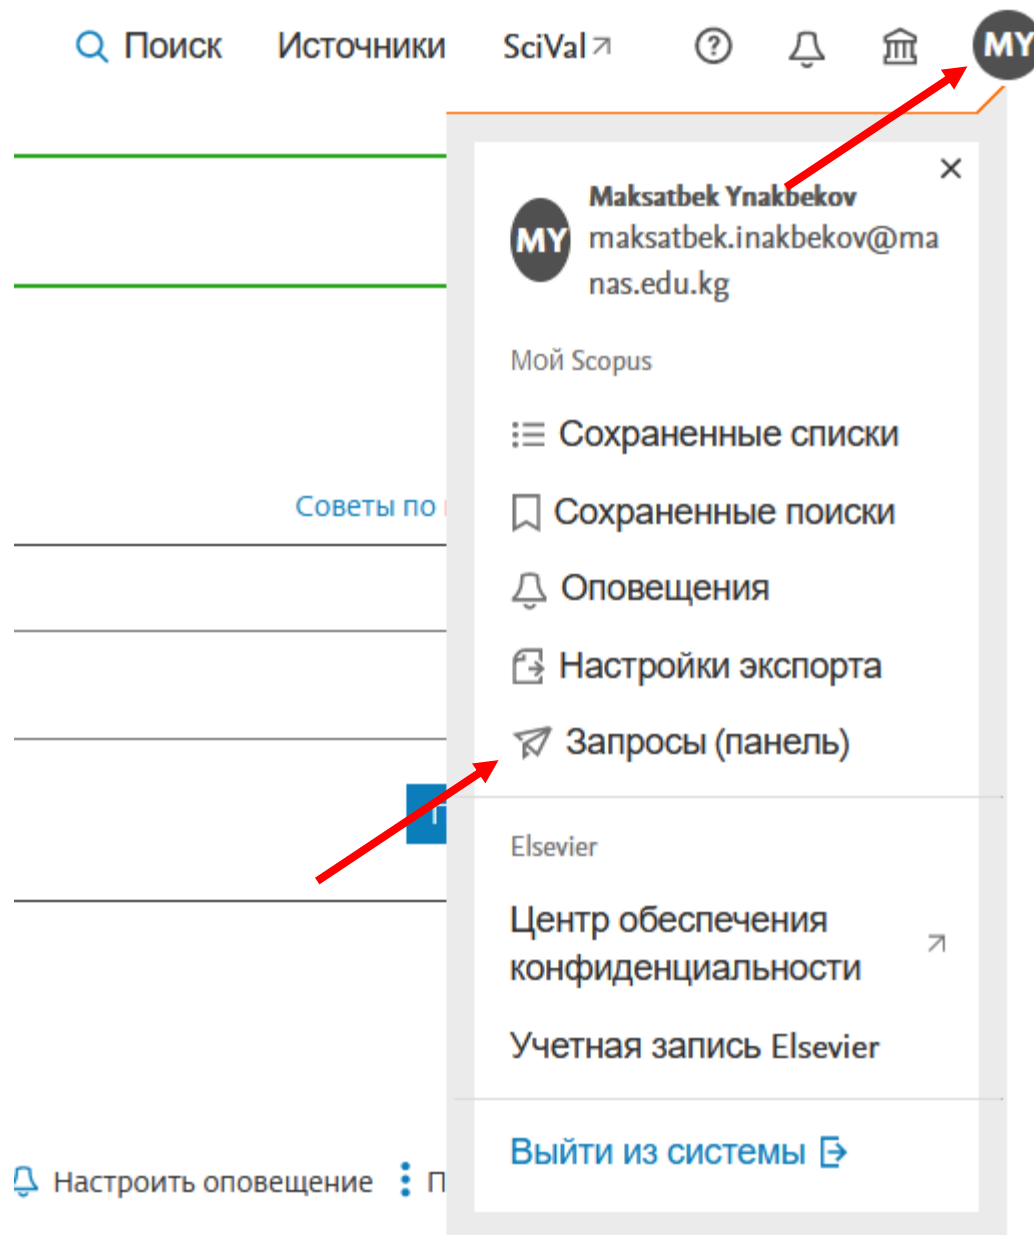 Поиск Источники SciVal MY
Maksatbek Ynakbekov
MY maksatbek.inakbekov@ma
nas.edu.kg
Мой Scopus
Сохраненные списки
Советы по
Сохраненные поиски
Оповещения
Настройки экспорта
Запросы (панель)
Elsevier
Центр обеспечения
конфиденциальности
Учетная запись Elsevier
Выйти из системы
Настроить оповещение П